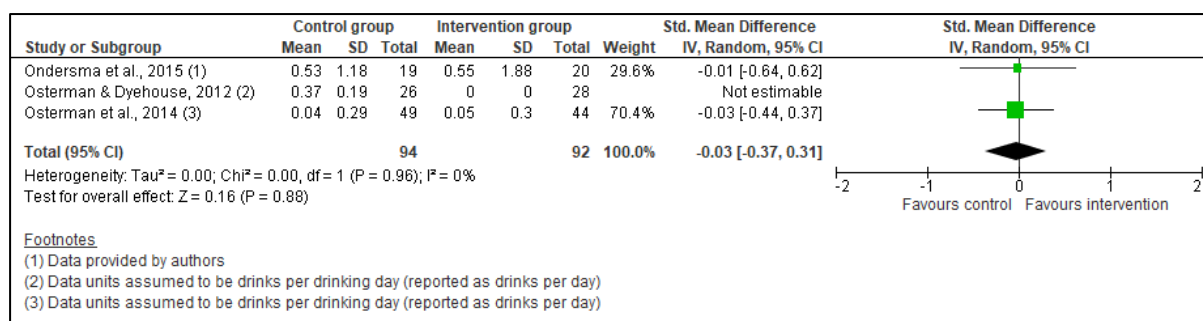 Control group Intervention group Std. Mean Difference Std. Mean Difference
Study or Subgroup Mean SD Total Mean SD Total Weight IV, Random, 95% CI IV, Random, 95% CI
Ondersma et al., 2015 (1) 0.53 1.18 19 0.55 1.88 20 29.6% -0.01 [-0.64, 0.62]
Osterman & Dyehouse, 2012 (2) 0.37 0.19 26 0 0 28 Not estimable
Osterman et al., 2014 (3) 0.04 0.29 49 0.05 0.3 44 70.4% -0.03 [-0.44, 0.37]
Total (95% CI) 94 92 100.0% -0.03 [-0.37, 0.31]
Heterogeneity: Tau² = 0.00; Chi² = 0.00, df = 1 (P = 0.96); I² = 0%
Test for overall effect: Z = 0.16 (P = 0.88)
-2 -1 0 1 2
Favours control Favours intervention
Footnotes
(1) Data provided by authors
(2) Data units assumed to be drinks per drinking day (reported as drinks per day)
(3) Data units assumed to be drinks per drinking day (reported as drinks per day)